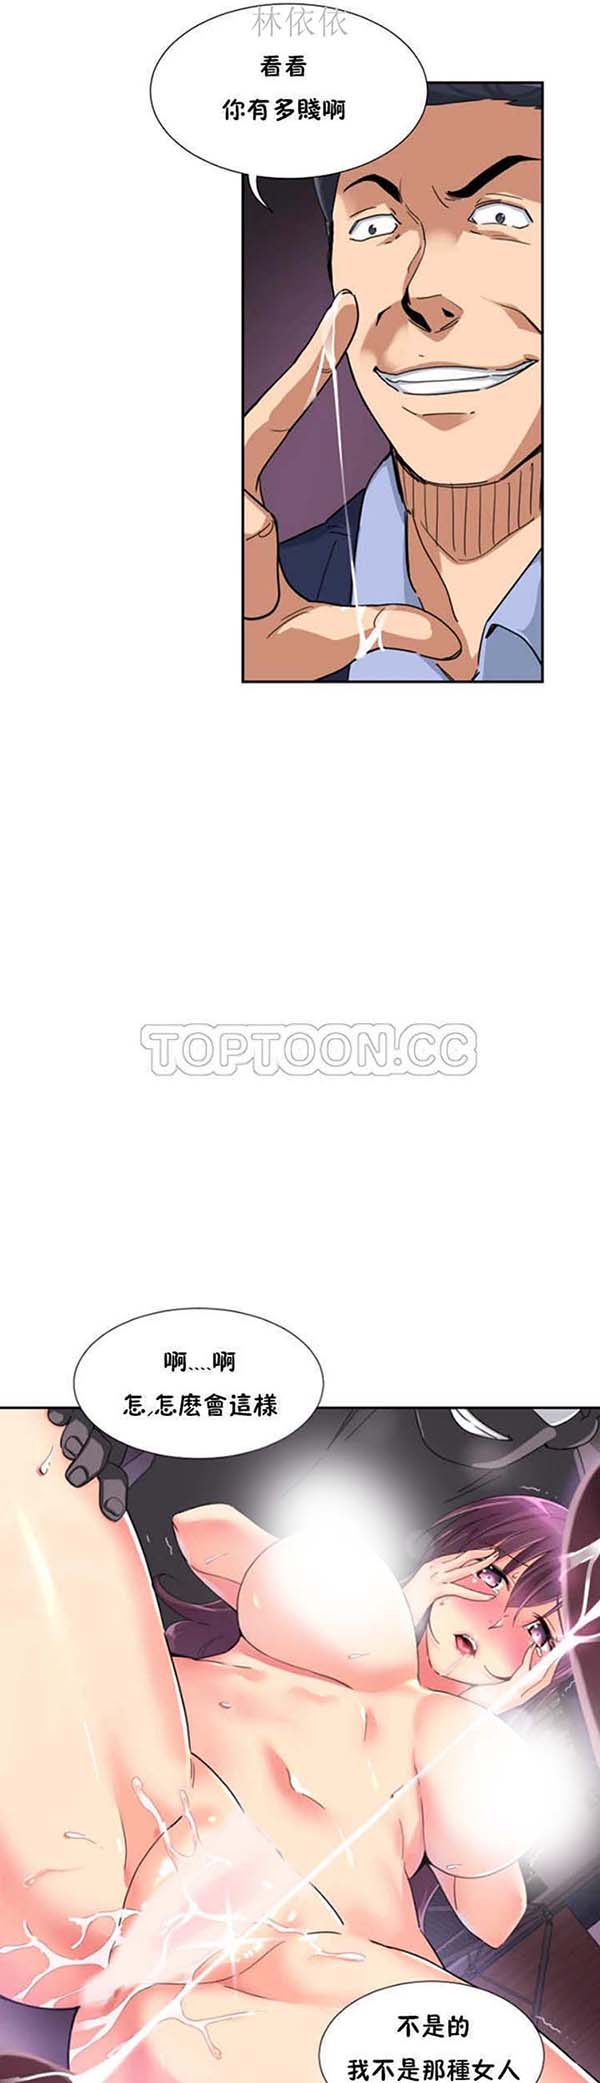 林依依
看看
你有多賤啊
TOPTOON.CC
啊....啊
怎,怎麽會這樣
不是的
我不是那種女人